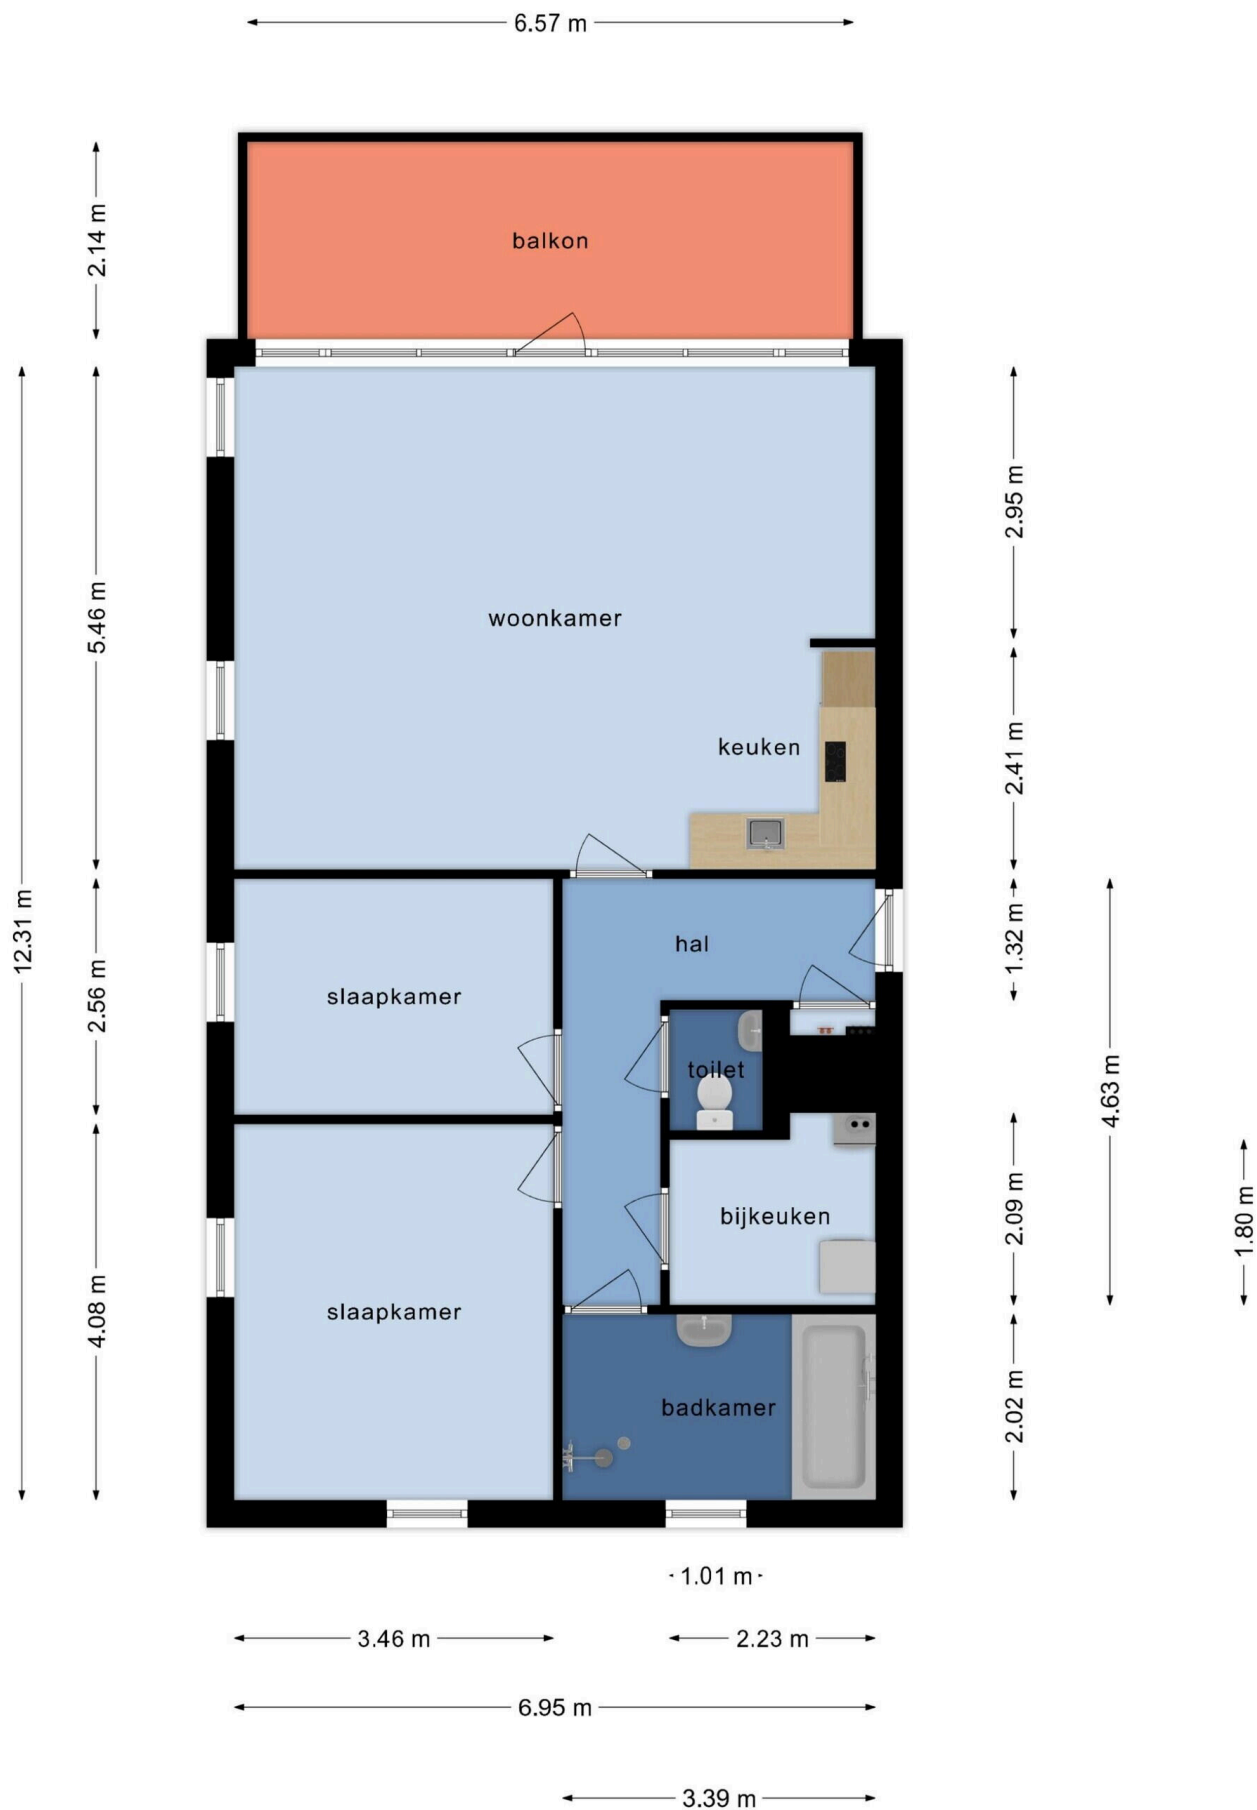 6.57 m
2.14 m
balkon
12.31 m
5.46 m
2.95 m
woonkamer
2.41 m
keuken
2.56 m
hal
1.32 m
slaapkamer
4.63 m
toilet
4.08 m
slaapkamer
bijkeuken
2.09 m
1.80 m
badkamer
2.02 m
1.01 m
3.46 m
2.23 m
6.95 m
3.39 m